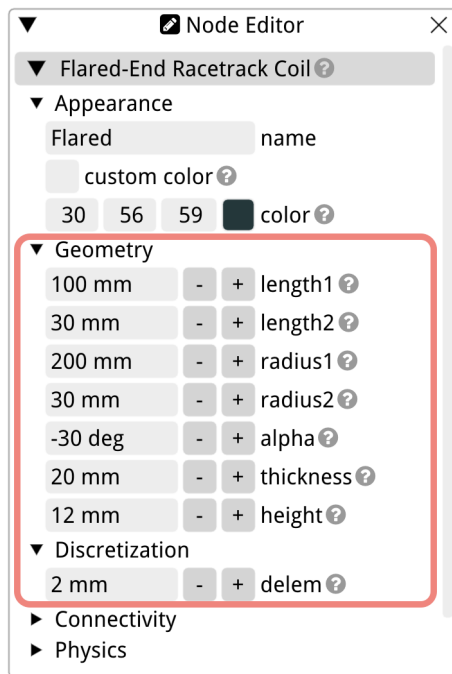 Node Editor
Flared-End Racetrack Coil ?
Appearance
Flared name
custom color ?
30 56 59 color ?
Geometry
100 mm - + length1 ?
30 mm - + length2 ?
200 mm - + radius1 ?
30 mm - + radius2 ?
-30 deg - + alpha ?
20 mm - + thickness ?
12 mm - + height ?
Discretization
2 mm - + delem ?
Connectivity
Physics